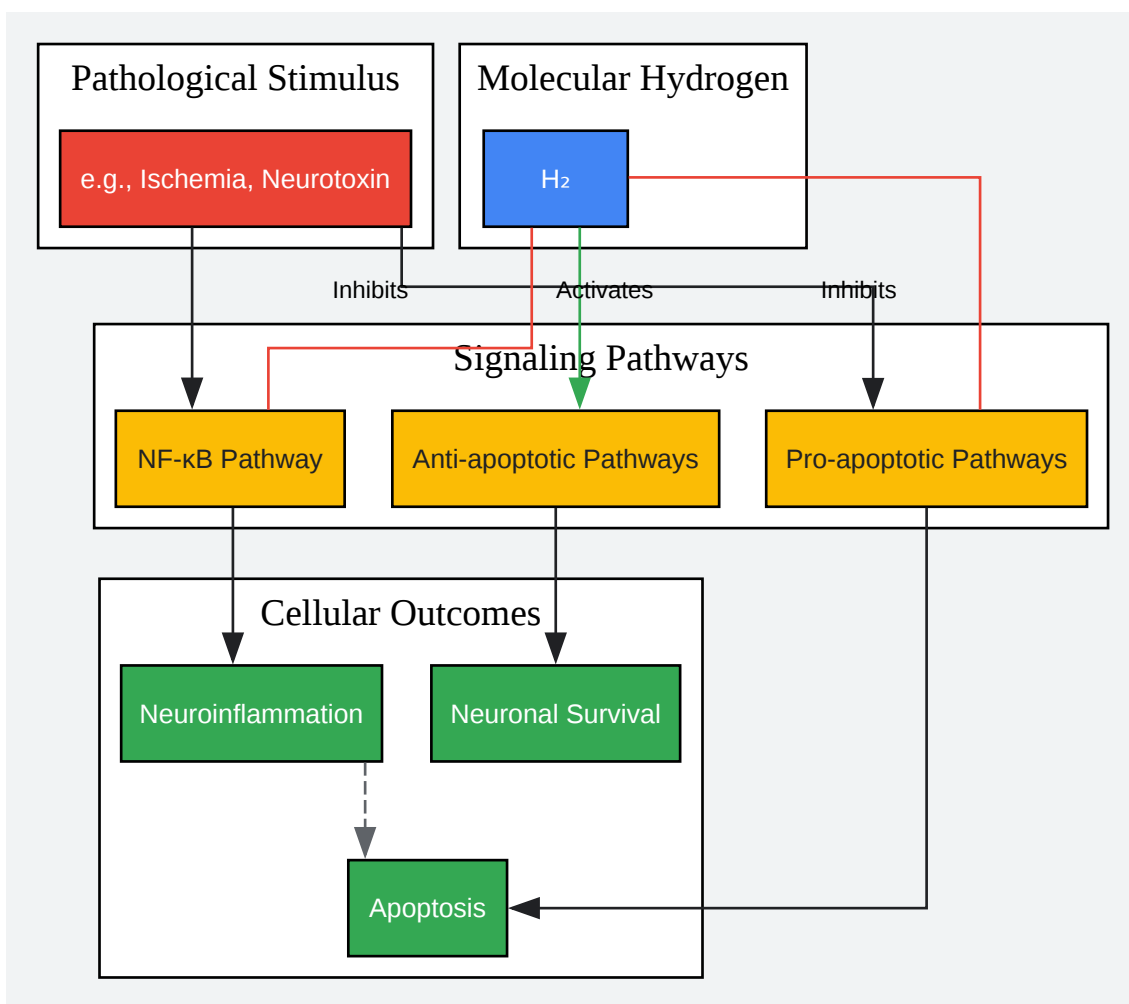 Pathological Stimulus
Molecular Hydrogen
e.g., Ischemia, Neurotoxin
H₂
Inhibits
Activates
Inhibits
Signaling Pathways
NF-κB Pathway
Anti-apoptotic Pathways
Pro-apoptotic Pathways
Cellular Outcomes
Neuroinflammation
Neuronal Survival
Apoptosis